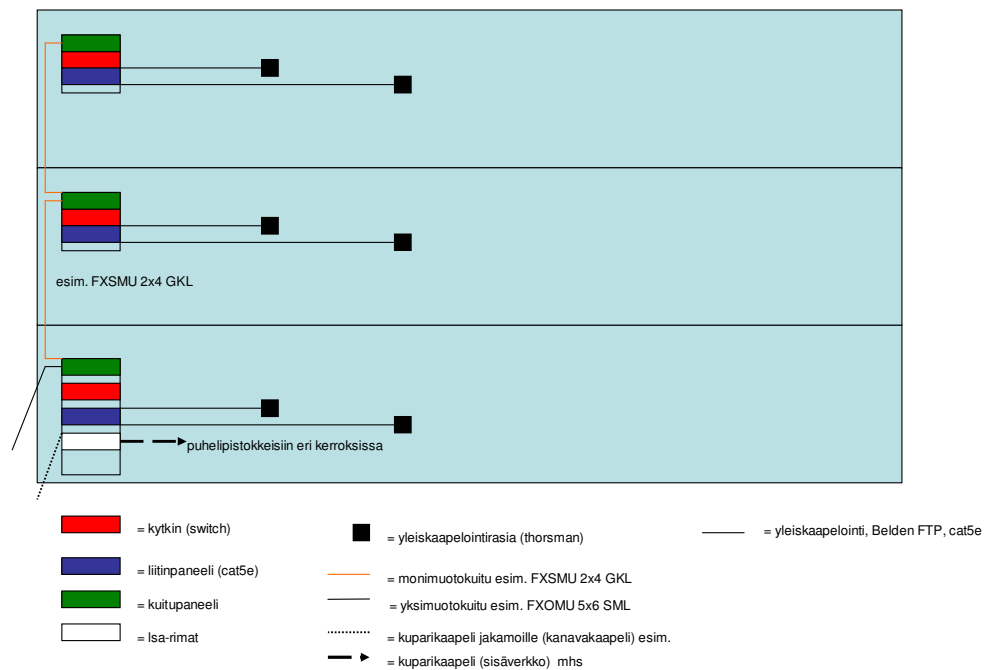 esim. FXSMU 2x4 GKL
puhelipistokkeisiin eri kerroksissa
= kytkin (switch)
= yleiskaapelointirasia (thorsman)
= yleiskaapelointi, Belden FTP, cat5e
= liitinpaneeli (cat5e)
= monimuotokuitu esim. FXSMU 2x4 GKL
= kuitupaneeli
= yksimuotokuitu esim. FXOMU 5x6 SML
= lsa-rimat
= kuparikaapeli jakamoille (kanavakaapeli) esim.
= kuparikaapeli (sisäverkko) mhs